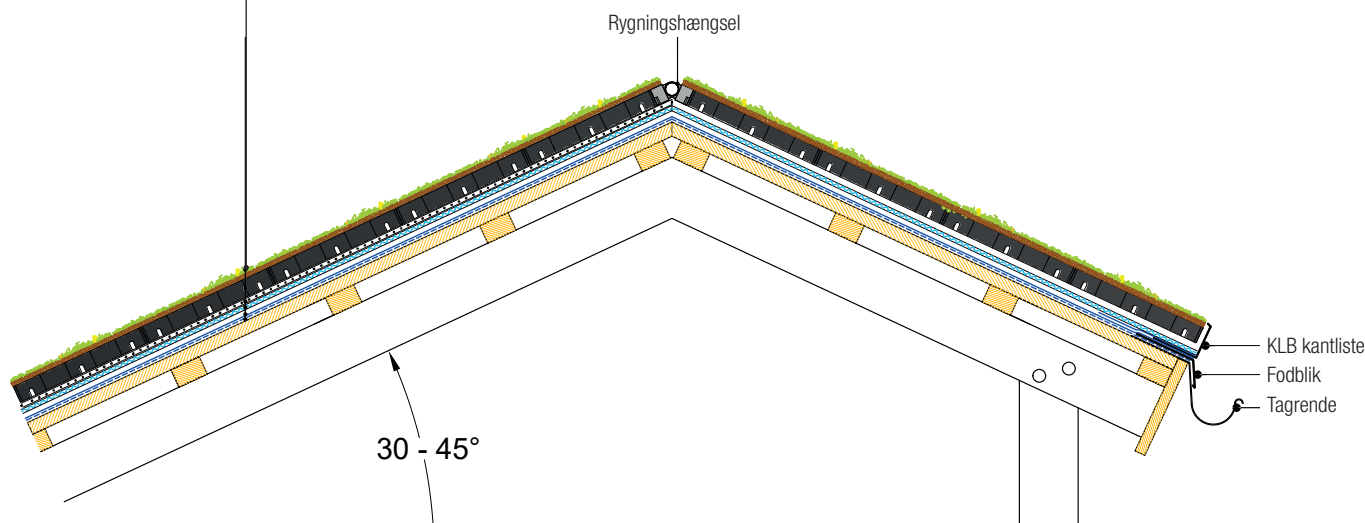 Rygningshængsel
KLB kantliste
Fodblik
Tagrende
30 - 45°